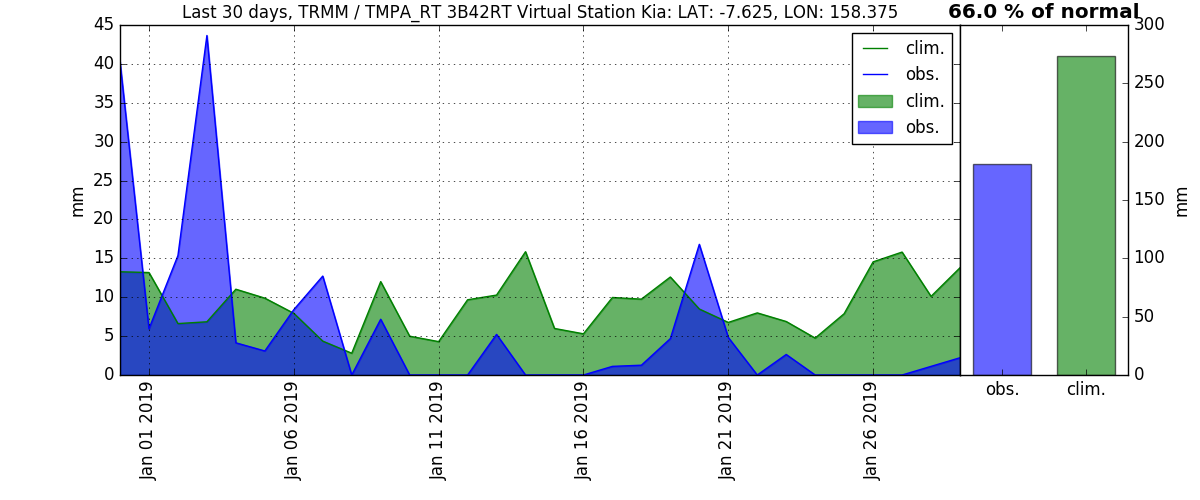 Last 30 days, TRMM / TMPA_RT 3B42RT Virtual Station Kia: LAT: -7.625, LON: 158.375
66.0 % of normal
45
40
35
30
25
20
15
10
5
0
mm
clim.
obs.
clim.
obs.
300
250
200
150
100
50
0
mm
Jan 01 2019
Jan 06 2019
Jan 11 2019
Jan 16 2019
Jan 21 2019
Jan 26 2019
obs.
clim.